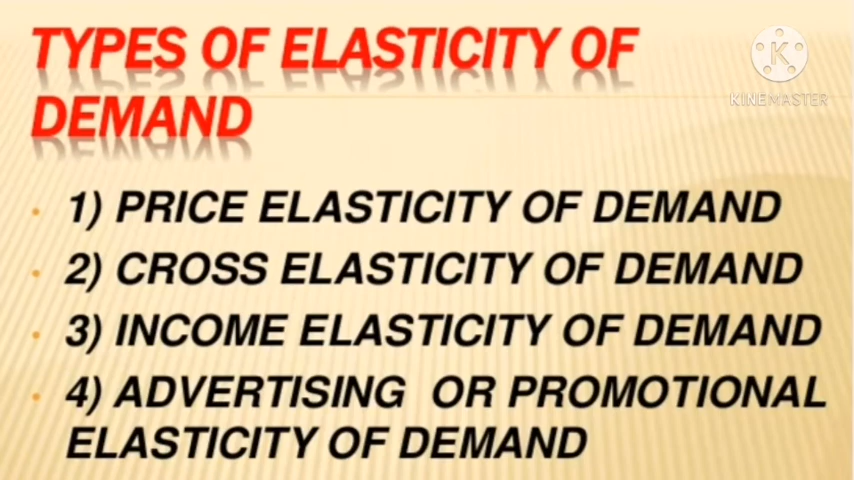 TYPES OF ELASTICITY OF
DEMAND
K
KINEMASTER
• 1) PRICE ELASTICITY OF DEMAND
• 2) CROSS ELASTICITY OF DEMAND
• 3) INCOME ELASTICITY OF DEMAND
• 4) ADVERTISING OR PROMOTIONAL
ELASTICITY OF DEMAND